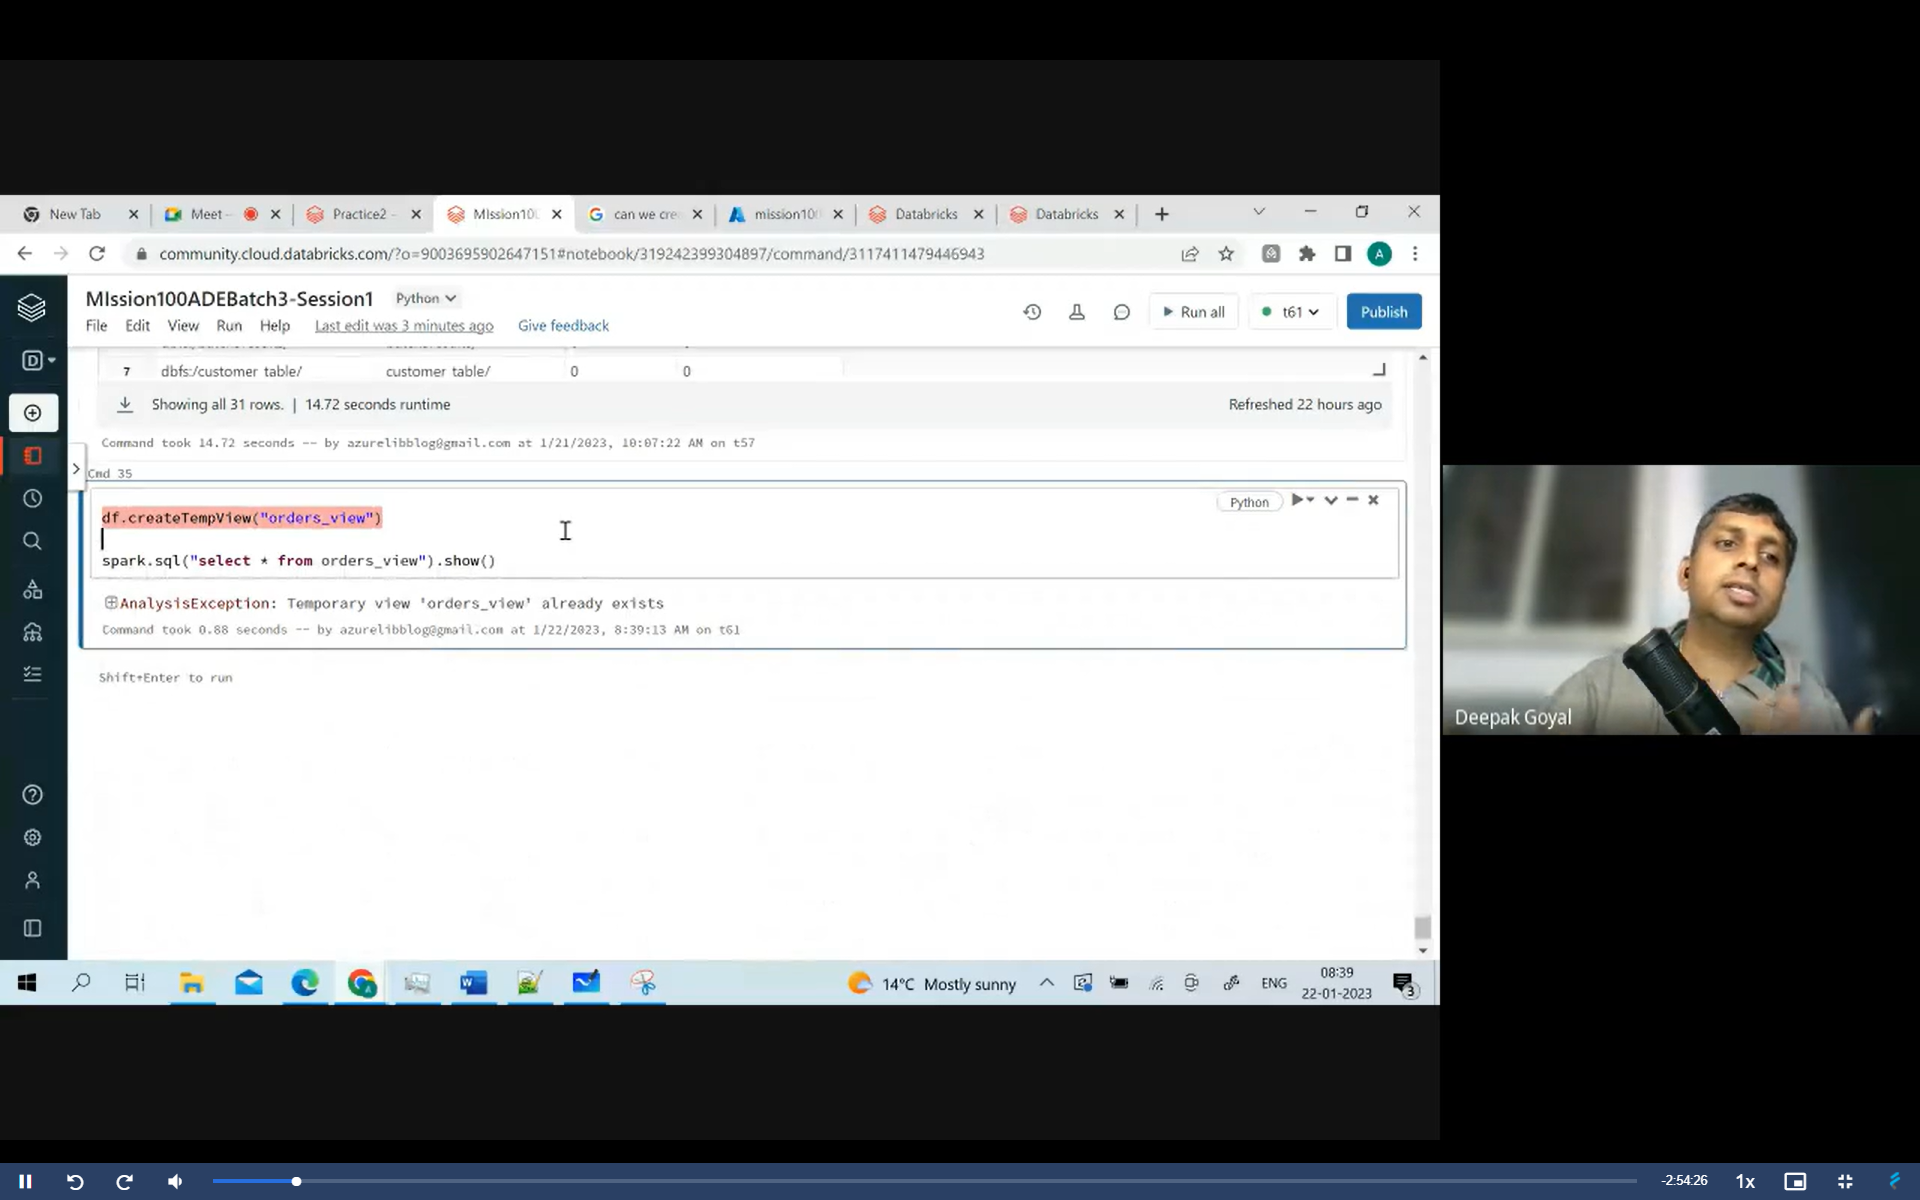 New Tab
Meet -
Practice2 -
MIssion10
can we cre
mission10
Databricks
Databricks
community.cloud.databricks.com/?o=9003695902647151#notebook/319242399304897/command/3117411479446943
A
MIssion100ADEBatch3-Session1 Python
Run all t61 Publish
File Edit View Run Help Last edit was 3 minutes ago Give feedback
D
7 dbfs:/customer table/ customer table/ 0 0
Showing all 31 rows. | 14.72 seconds runtime Refreshed 22 hours ago
Command took 14.72 seconds -- by azurelibblog@gmail.com at 1/21/2023, 10:07:22 AM on t57
Cmd 35
Python
df.createTempView("orders_view")
spark.sql("select * from orders_view").show()
AnalysisException: Temporary view 'orders_view' already exists
Command took 0.88 seconds -- by azurelibblog@gmail.com at 1/22/2023, 8:39:13 AM on t61
Shift+Enter to run
Deepak Goyal
14°C Mostly sunny ENG 08:39
22-01-2023
3
-2:54:26 1x